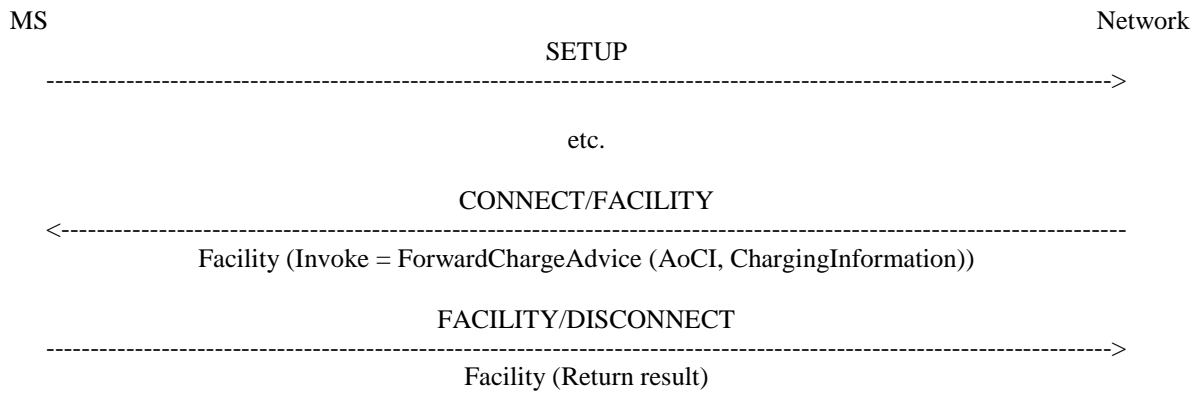 MS Network
SETUP
------------------------------------------------------------------------------------------------------------------------>
etc.
CONNECT/FACILITY
<------------------------------------------------------------------------------------------------------------------------
Facility (Invoke = ForwardChargeAdvice (AoCI, ChargingInformation))
FACILITY/DISCONNECT
------------------------------------------------------------------------------------------------------------------------>
Facility (Return result)